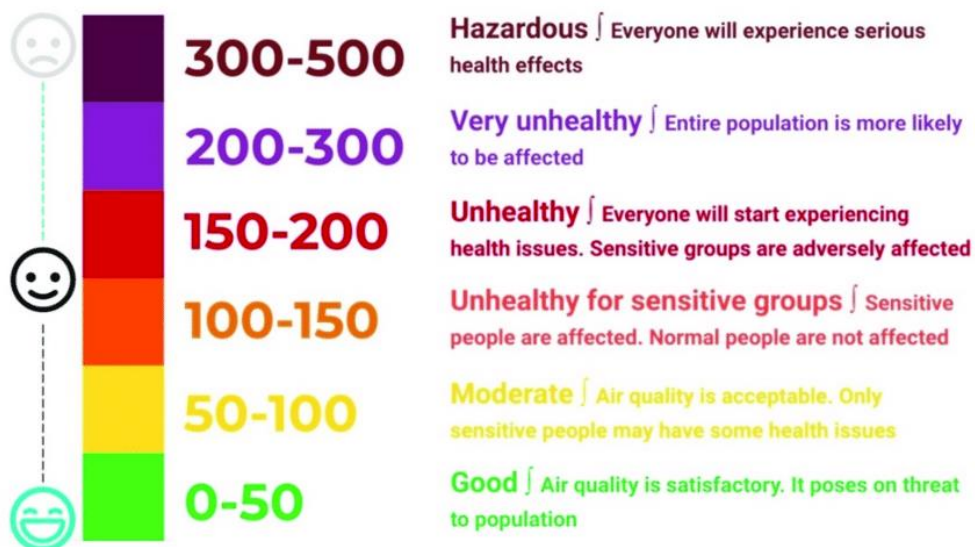 300-500
Hazardous ∫ Everyone will experience serious
health effects
200-300
Very unhealthy ∫ Entire population is more likely
to be affected
150-200
Unhealthy ∫ Everyone will start experiencing
health issues. Sensitive groups are adversely affected
100-150
Unhealthy for sensitive groups ∫ Sensitive
people are affected. Normal people are not affected
50-100
Moderate ∫ Air quality is acceptable. Only
sensitive people may have some health issues
0-50
Good ∫ Air quality is satisfactory. It poses on threat
to population